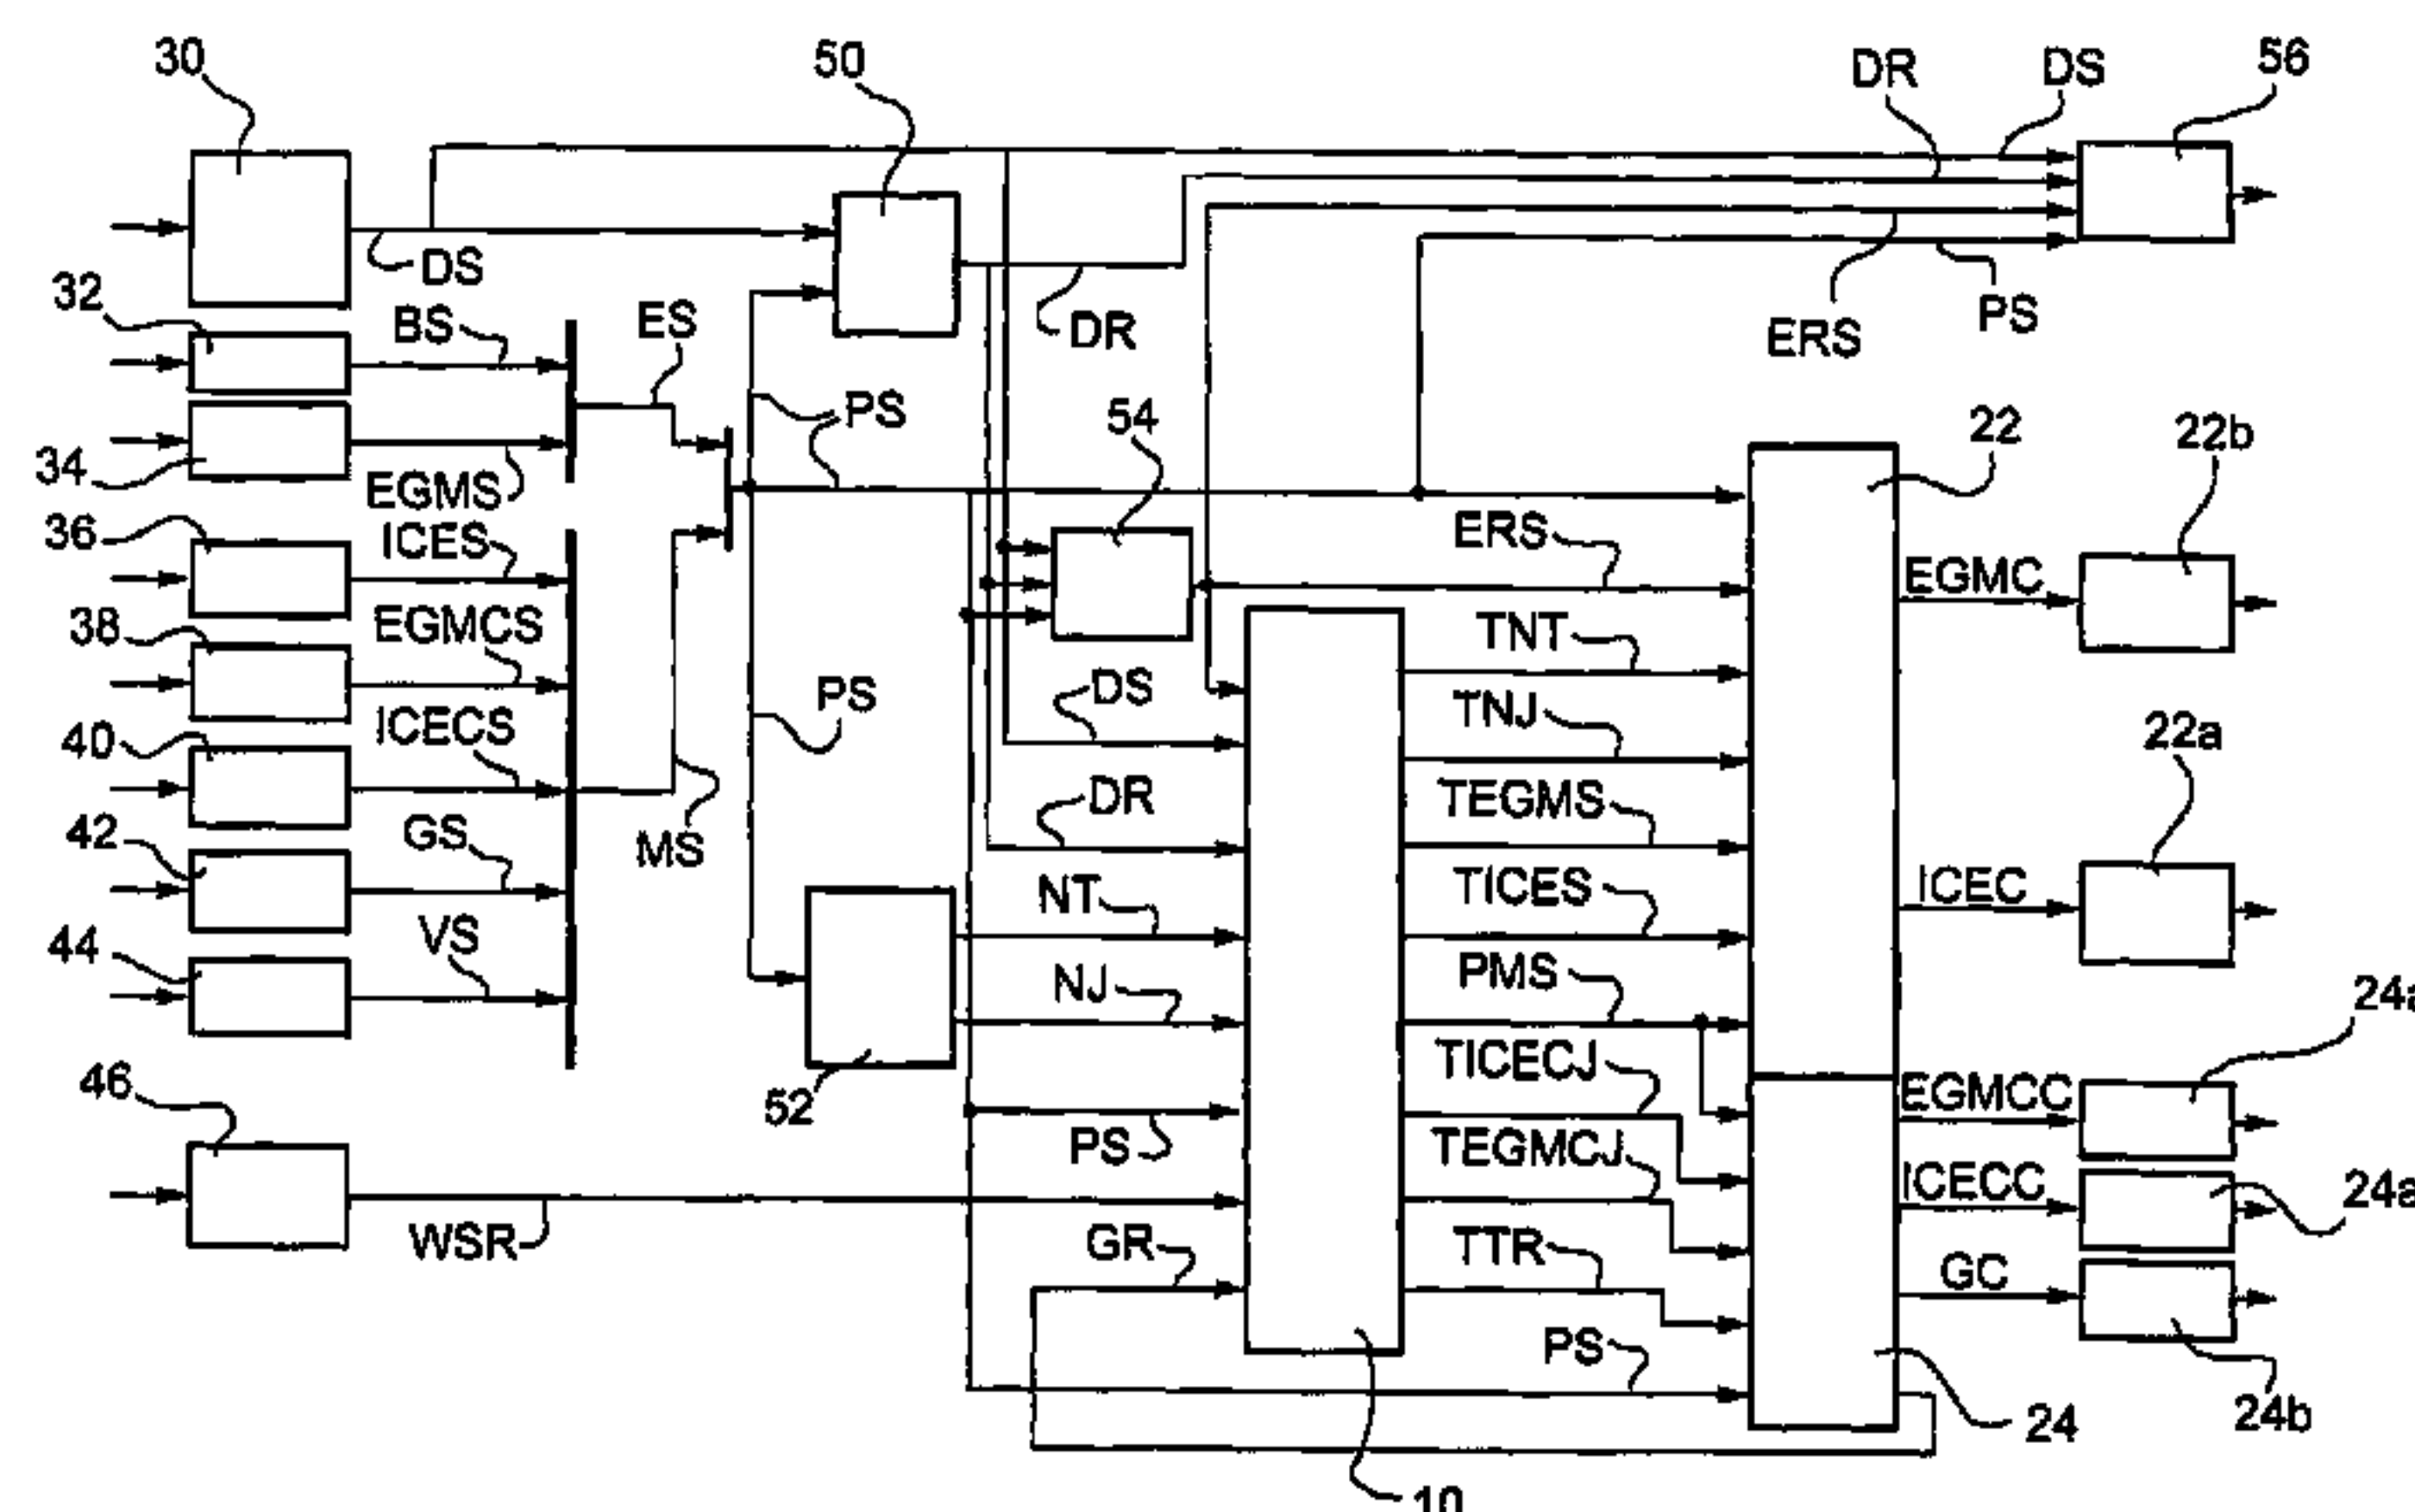 30
50
DR
DS
56
DS
32
BS
ES
DR
ERS
PS
34
EGMS
PS
54
22
22b
36
ICES
ERS
EGMC
38
EGMCS
TNT
PS
DS
TNJ
40
ICECS
22a
MS
DR
TEGMS
42
GS
NT
TICES
ICEC
44
VS
NJ
PMS
24a
46
52
TICECJ
EGMCC
PS
TEGMCJ
ICECC
24a
WSR
GR
TTR
GC
PS
24
24b
10